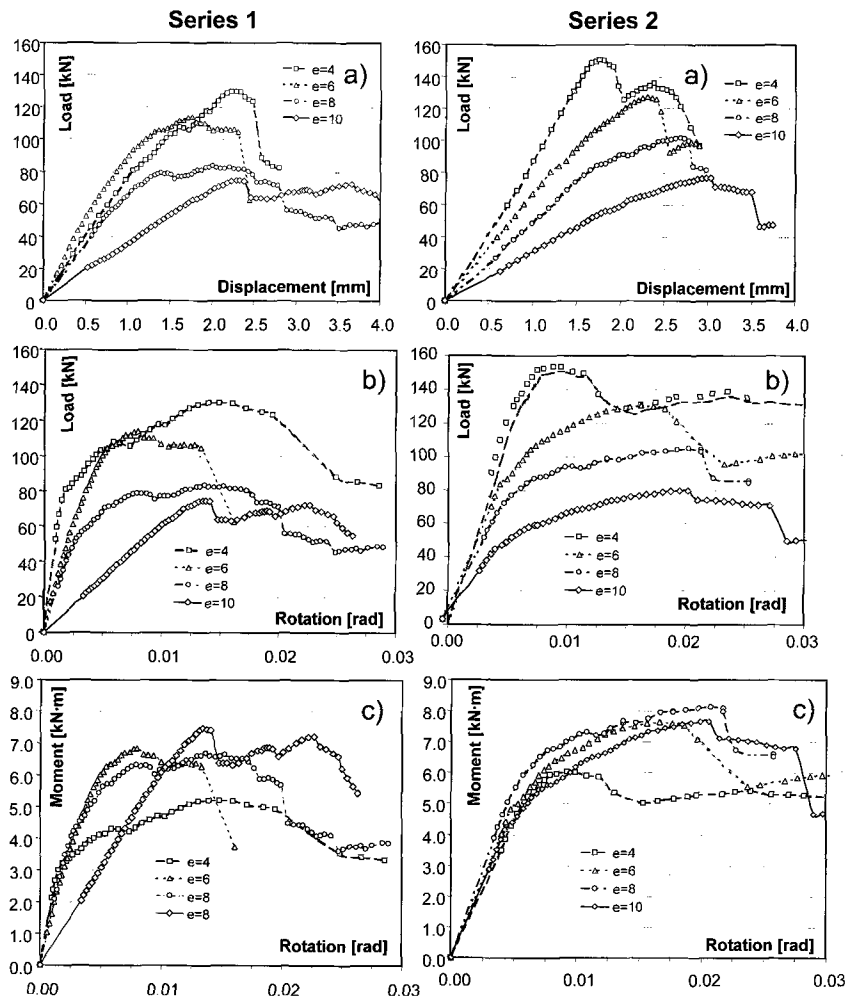 Series 1
Series 2
160
140
120
100
80
60
40
20
0
Load [kN]
a)
e=4
e=6
e=8
e=10
Displacement [mm]
0.0 0.5 1.0 1.5 2.0 2.5 3.0 3.5 4.0
160
140
120
100
80
60
40
20
0
Load [kN]
a)
e=4
e=6
e=8
e=10
Displacement [mm]
0.0 0.5 1.0 1.5 2.0 2.5 3.0 3.5 4.0
160
140
120
100
80
60
40
20
0
Load [kN]
b)
e=4
e=6
e=8
e=10
Rotation [rad]
0.00 0.01 0.02 0.03
160
140
120
100
80
60
40
20
0
Load [kN]
b)
e=4
e=6
e=8
e=10
Rotation [rad]
0.00 0.01 0.02 0.03
9.0
8.0
7.0
6.0
5.0
4.0
3.0
2.0
1.0
0.0
Moment [kN·m]
c)
e=4
e=6
e=8
e=8
Rotation [rad]
0.00 0.01 0.02 0.03
9.0
8.0
7.0
6.0
5.0
4.0
3.0
2.0
1.0
0.0
Moment [kN·m]
c)
e=4
e=6
e=8
e=10
Rotation [rad]
0.00 0.01 0.02 0.03